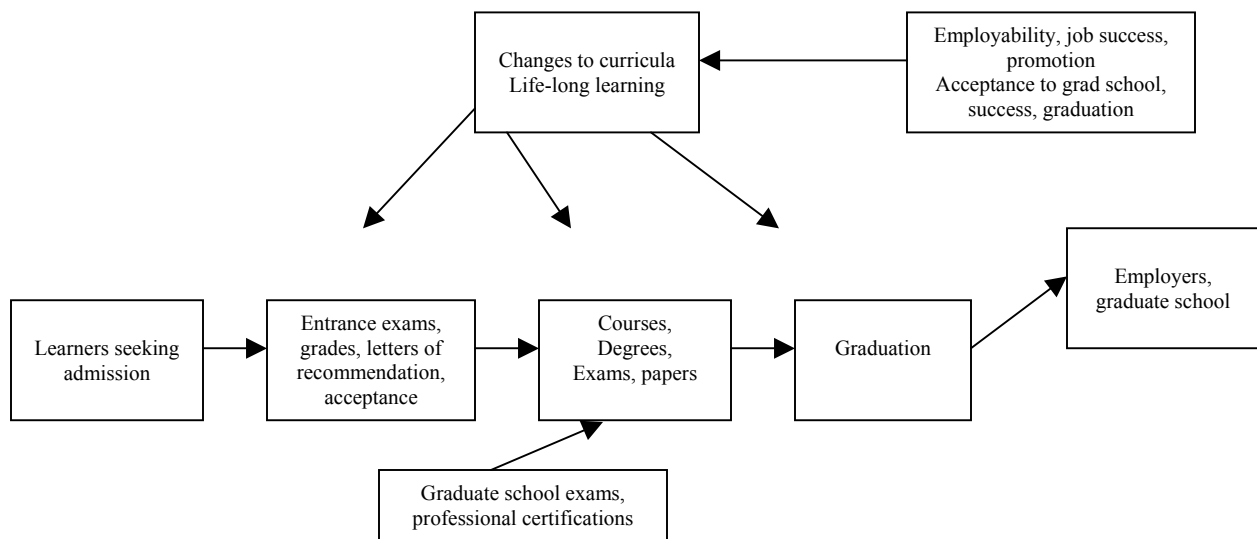 Changes to curricula
Life-long learning
Employability, job success,
promotion
Acceptance to grad school,
success, graduation
Learners seeking
admission
Entrance exams,
grades, letters of
recommendation,
acceptance
Courses,
Degrees,
Exams, papers
Graduation
Employers,
graduate school
Graduate school exams,
professional certifications